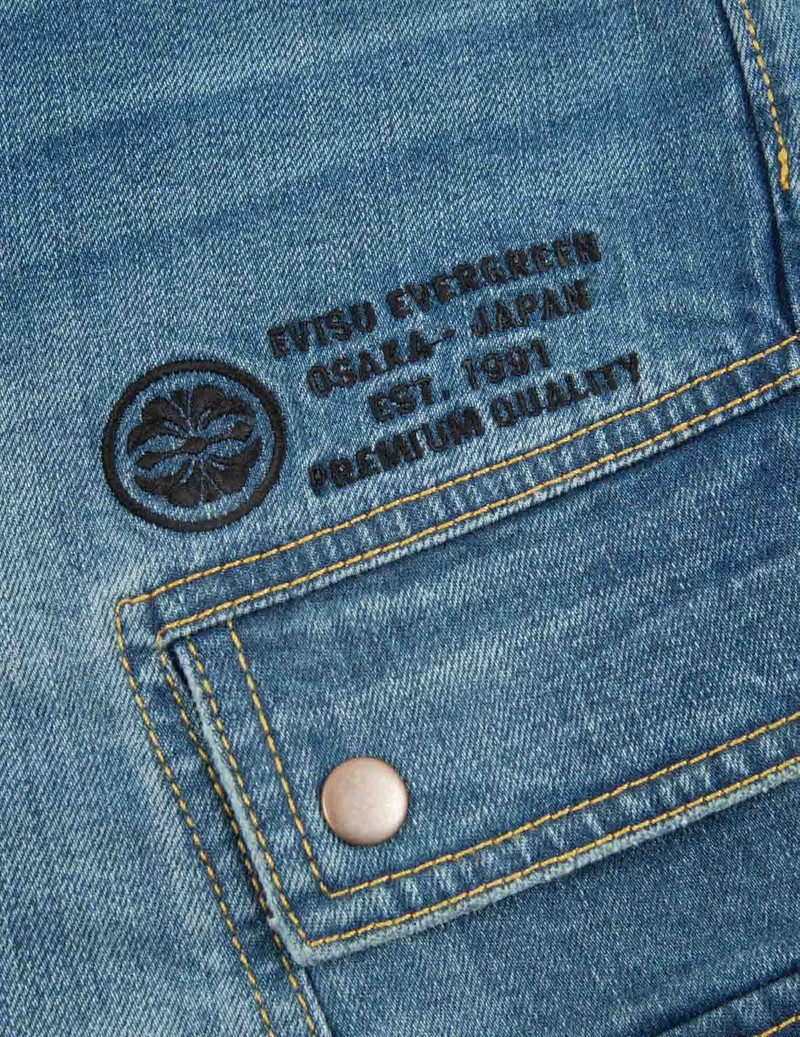 EVISU EVERGREEN
OSAKA - JAPAN
EST. 1991
PREMIUM QUALITY